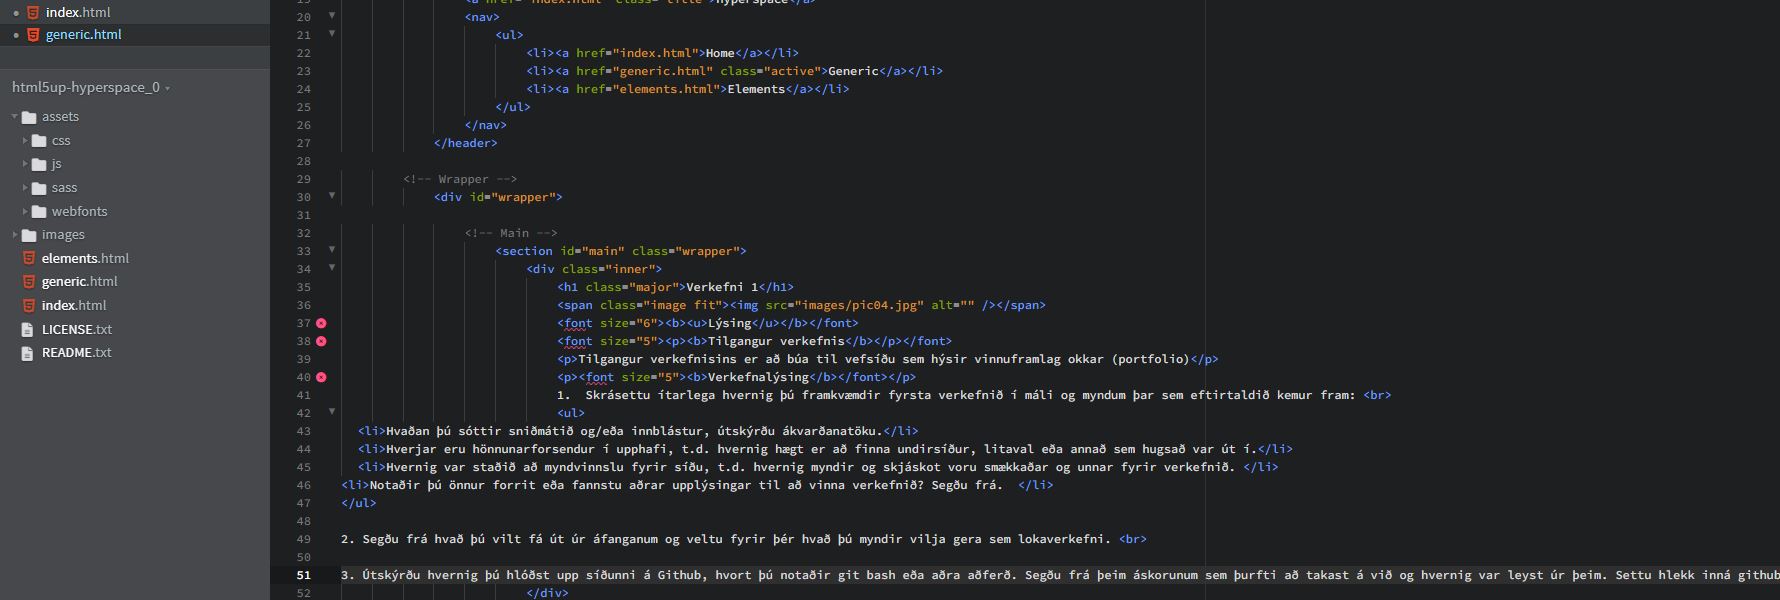 index.html
generic.html
html5up-hyperspace_0
assets
css
js
sass
webfonts
images
elements.html
generic.html
index.html
LICENSE.txt
README.txt
20 <nav>
21 <ul>
22 <li><a href="index.html">Home</a></li>
23 <li><a href="generic.html" class="active">Generic</a></li>
24 <li><a href="elements.html">Elements</a></li>
25 </ul>
26 </nav>
27 </header>
28
29 <!-- Wrapper -->
30 <div id="wrapper">
31
32 <!-- Main -->
33 <section id="main" class="wrapper">
34 <div class="inner">
35 <h1 class="major">Verkefni 1</h1>
36 <span class="image fit"><img src="images/pic04.jpg" alt="" /></span>
37 <font size="6"><b><u>Lýsing</u></b></font>
38 <font size="5"><p><b>Tilgangur verkefnis</b></p></font>
39 <p>Tilgangur verkefnisins er að búa til vefsíðu sem hýsir vinnuframlag okkar (portfolio)</p>
40 <p><font size="5"><b>Verkefnalýsing</b></font></p>
41 1. Skrásettu ítarlega hvernig þú framkvæmdir fyrsta verkefnið í máli og myndum þar sem eftirtaldið kemur fram: <br>
42 <ul>
43 <li>Hvaðan þú sóttir sniðmátið og/eða innblástur, útskýrðu ákvarðanatöku.</li>
44 <li>Hverjar eru hönnunarforsendur í upphafi, t.d. hvernig hægt er að finna undirsíður, litaval eða annað sem hugsað var út í.</li>
45 <li>Hvernig var staðið að myndvinnslu fyrir síðu, t.d. hvernig myndir og skjáskot voru smækkaðar og unnar fyrir verkefnið. </li>
46 <li>Notaðir þú önnur forrit eða fannstu aðrar upplýsingar til að vinna verkefnið? Segðu frá. </li>
47 </ul>
48
49 2. Segðu frá hvað þú vilt fá út úr áfanganum og veltu fyrir þér hvað þú myndir vilja gera sem lokaverkefni. <br>
50
51 3. Útskýrðu hvernig þú hlóðst upp síðunni á Github, hvort þú notaðir git bash eða aðra aðferð. Segðu frá þeim áskorunum sem þurfti að takast á við og hvernig var leyst úr þeim. Settu hlekk inná github
52 </div>